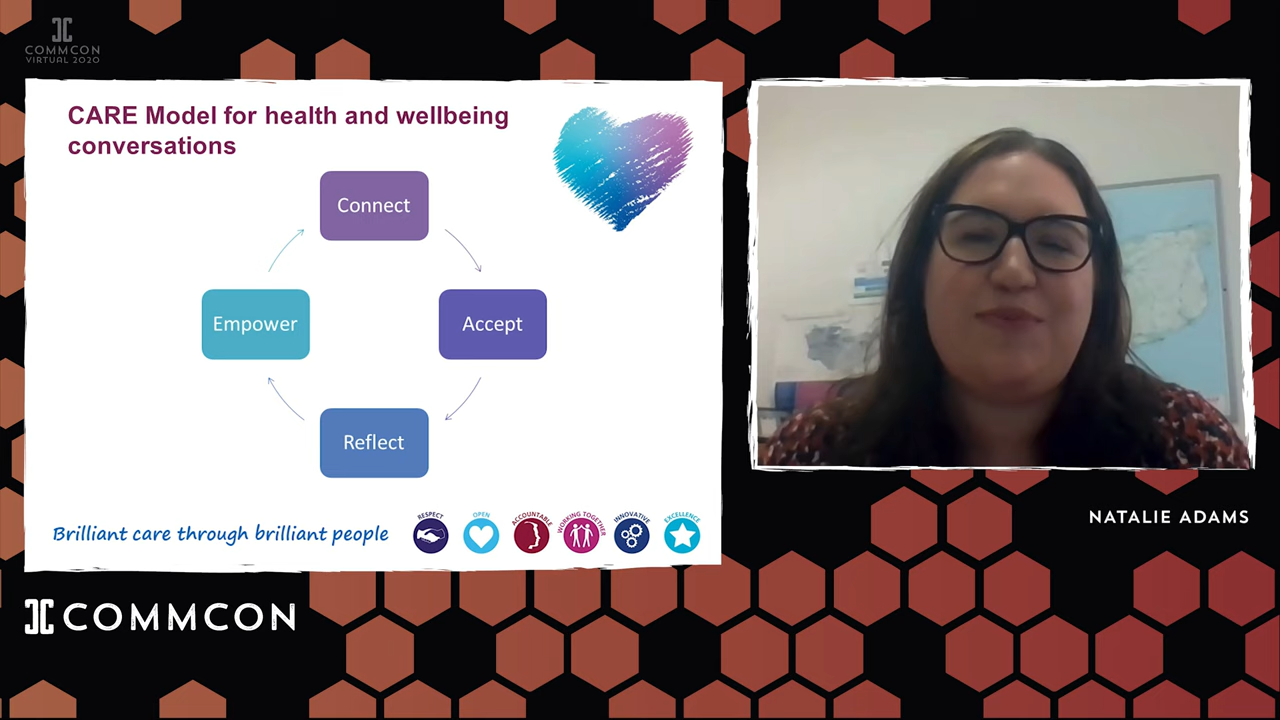 COMMCON
VIRTUAL 2020
CARE Model for health and wellbeing
conversations
Connect
Empower
Accept
Reflect
Brilliant care through brilliant people
RESPECT
OPEN
ACCOUNTABLE
WORKING TOGETHER
INNOVATIVE
EXCELLENCE
NATALIE ADAMS
COMMCON